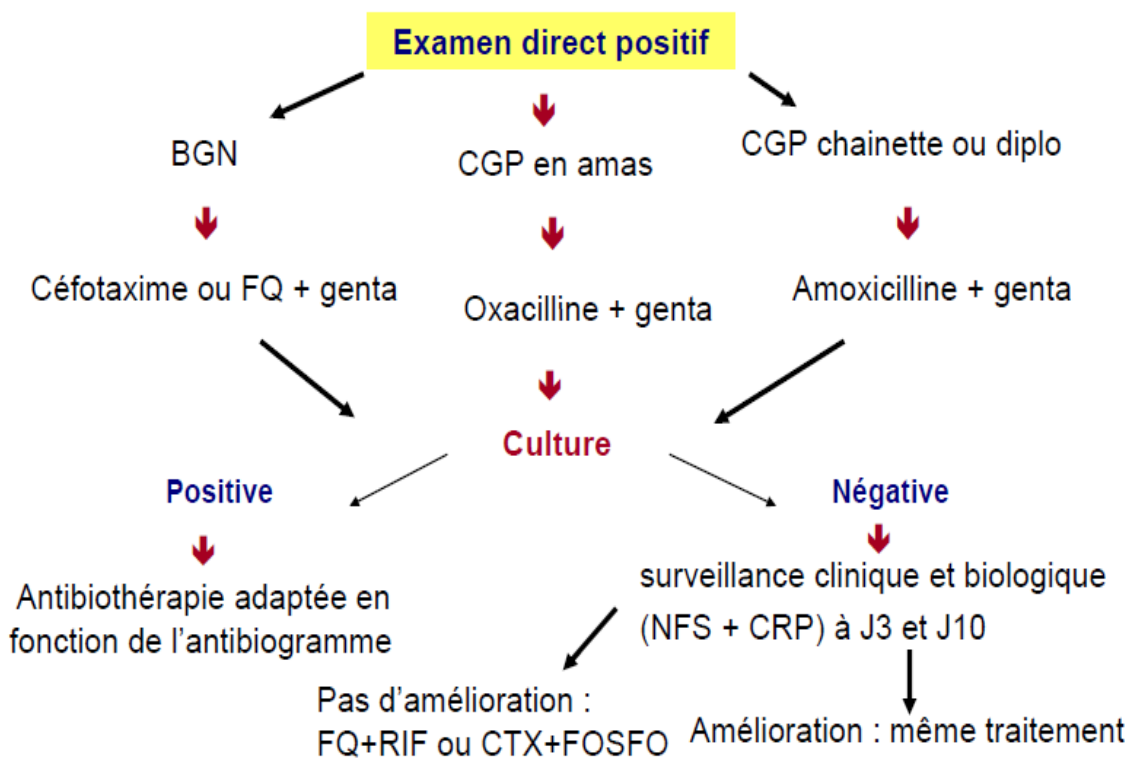 Examen direct positif
BGN
CGP en amas
CGP chainette ou diplo
Céfotaxime ou FQ + genta
Oxacilline + genta
Amoxicilline + genta
Culture
Positive
Négative
Antibiothérapie adaptée en
fonction de l'antibiogramme
surveillance clinique et biologique
(NFS + CRP) à J3 et J10
Pas d'amélioration :
FQ+RIF ou CTX+FOSFO
Amélioration : même traitement